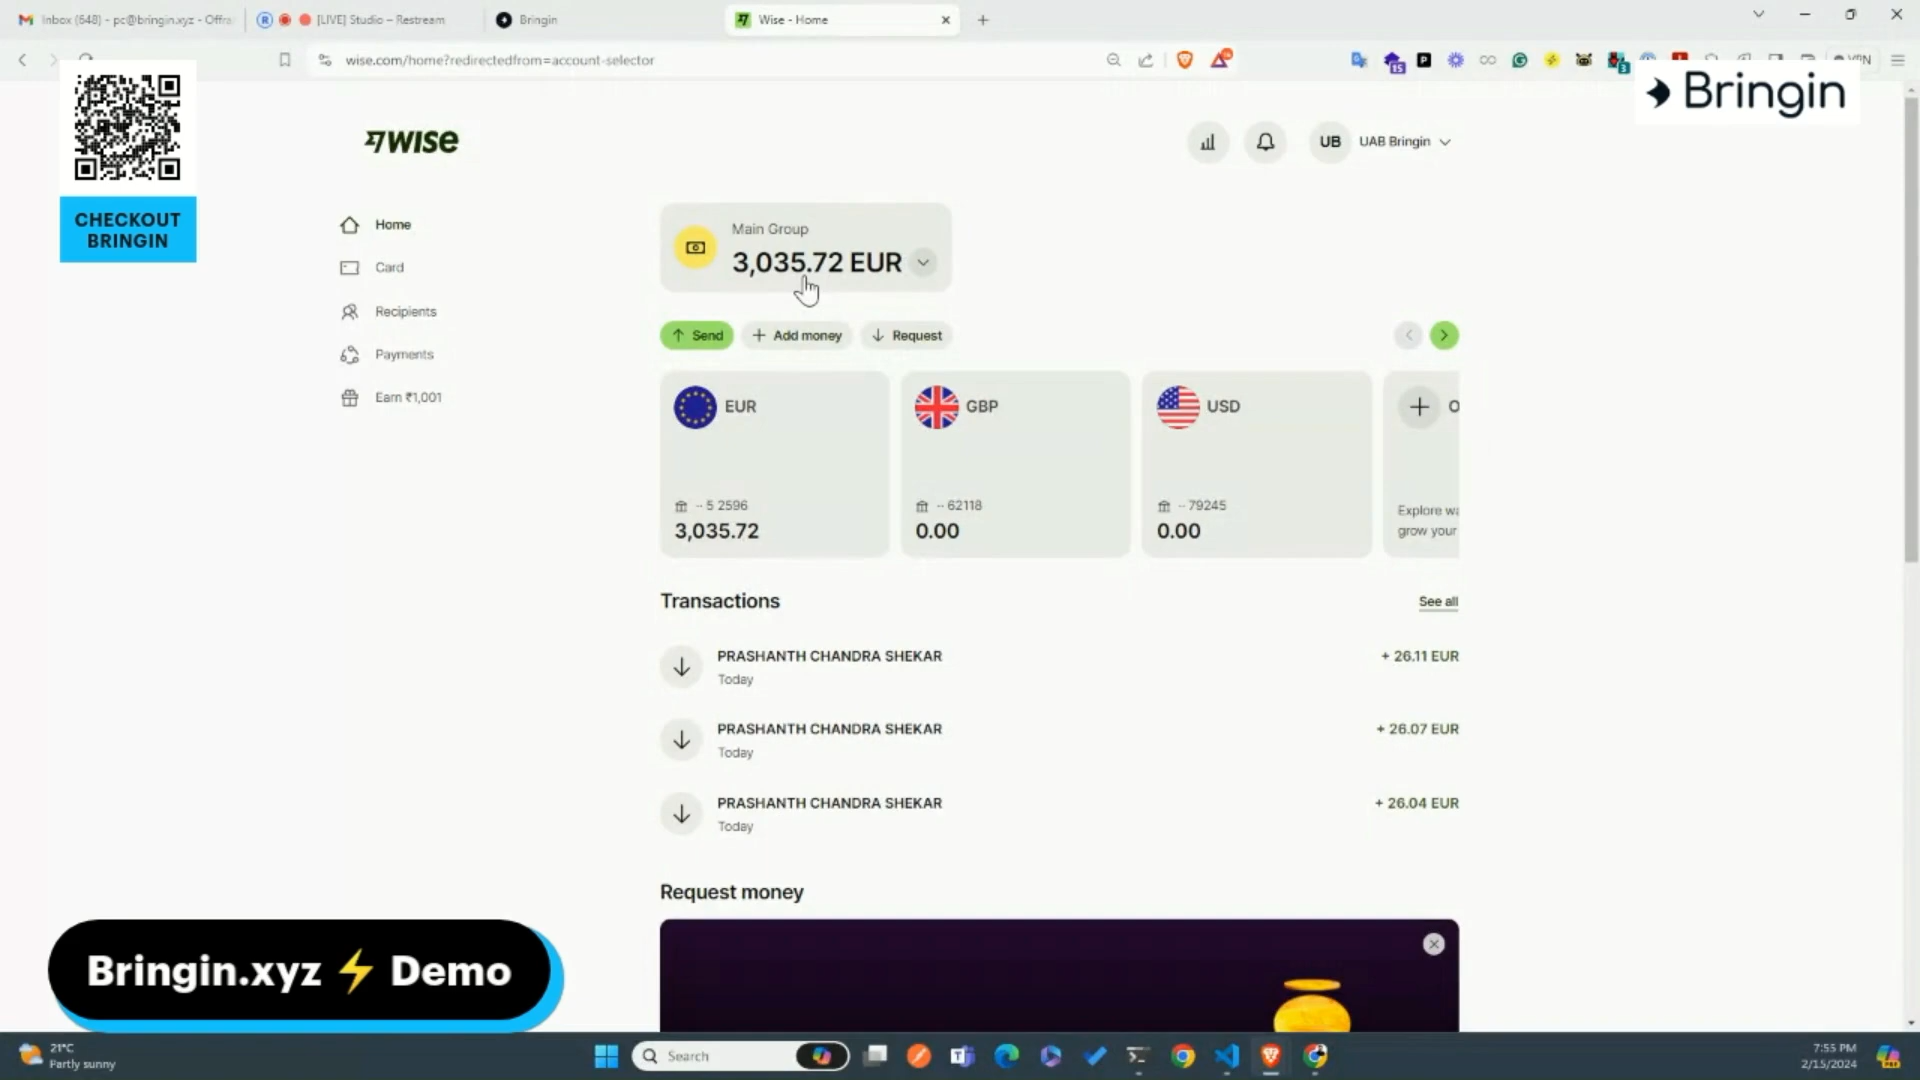 Inbox (648) - pc@bringin.xyz - Offra
[LIVE] Studio – Restream
Bringin
Wise - Home
wise.com/home?redirectedfrom=account-selector
15
3
VPN
CHECKOUT
BRINGIN
Bringin
WISE
UB
UAB Bringin
Home
Card
Recipients
Payments
Earn ₹1,001
Main Group
3,035.72 EUR
Send
Add money
Request
EUR
·· 5 2596
3,035.72
GBP
·· 62118
0.00
USD
·· 79245
0.00
O
Explore wa
grow your
Transactions
See all
PRASHANTH CHANDRA SHEKAR
+ 26.11 EUR
Today
PRASHANTH CHANDRA SHEKAR
+ 26.07 EUR
Today
PRASHANTH CHANDRA SHEKAR
+ 26.04 EUR
Today
Request money
Bringin.xyz ⚡ Demo
21°C
Partly sunny
Search
7:55 PM
2/15/2024